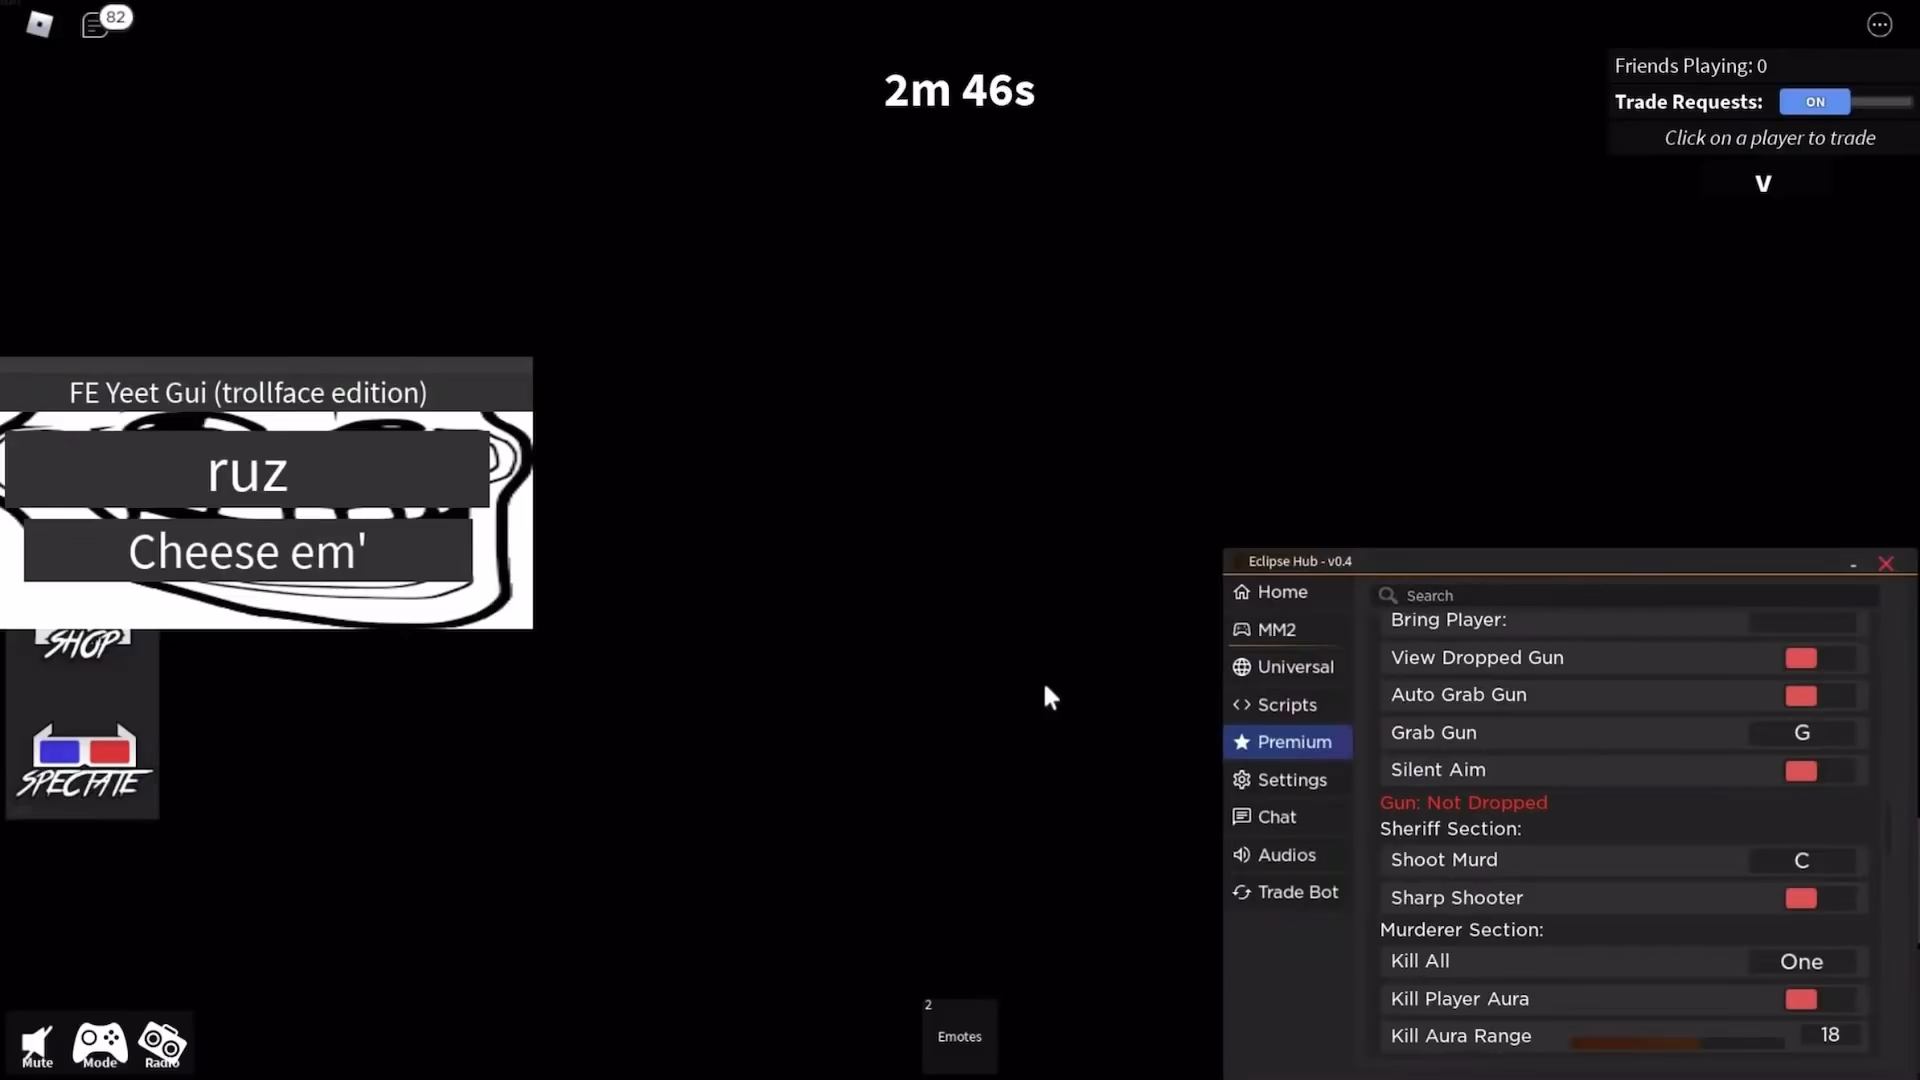 82
2m 46s
Friends Playing: 0
Trade Requests: ON
Click on a player to trade
v
FE Yeet Gui (trollface edition)
ruz
Cheese em'
SHOP
SPECTATE
Mute
Mode
Radio
2
Emotes
Eclipse Hub - v0.4
Home
MM2
Universal
Scripts
Premium
Settings
Chat
Audios
Trade Bot
Search
Bring Player:
View Dropped Gun
Auto Grab Gun
Grab Gun G
Silent Aim
Gun: Not Dropped
Sheriff Section:
Shoot Murd C
Sharp Shooter
Murderer Section:
Kill All One
Kill Player Aura
Kill Aura Range 18